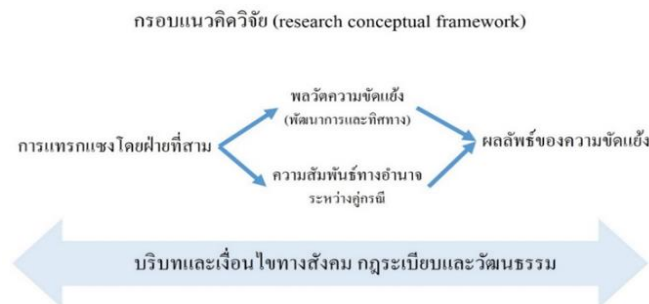 กรอบแนวคิดวิจัย (research conceptual framework)
พลวัตความขัดแย้ง
(พัฒนาการและทิศทาง)
การแทรกแซงโดยฝ่ายที่สาม
ผลลัพธ์ของความขัดแย้ง
ความสัมพันธ์ทางอำนาจ
ระหว่างคู่กรณี
บริบทและเงื่อนไขทางสังคม กฎระเบียบและวัฒนธรรม